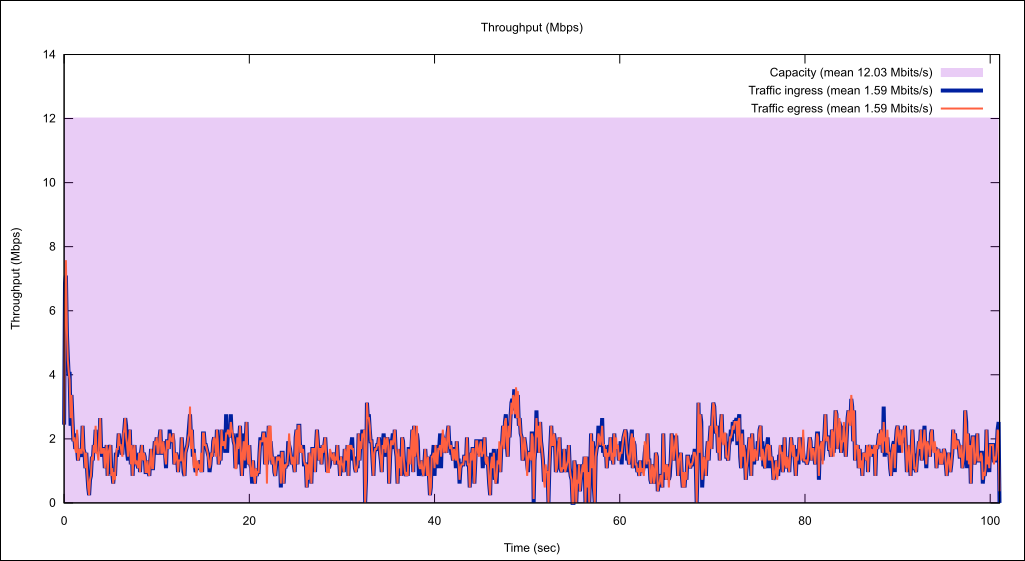 Throughput (Mbps)
14
12
10
8
6
4
2
0
Capacity (mean 12.03 Mbits/s)
Traffic ingress (mean 1.59 Mbits/s)
Traffic egress (mean 1.59 Mbits/s)
Throughput (Mbps)
0 20 40 60 80 100
Time (sec)